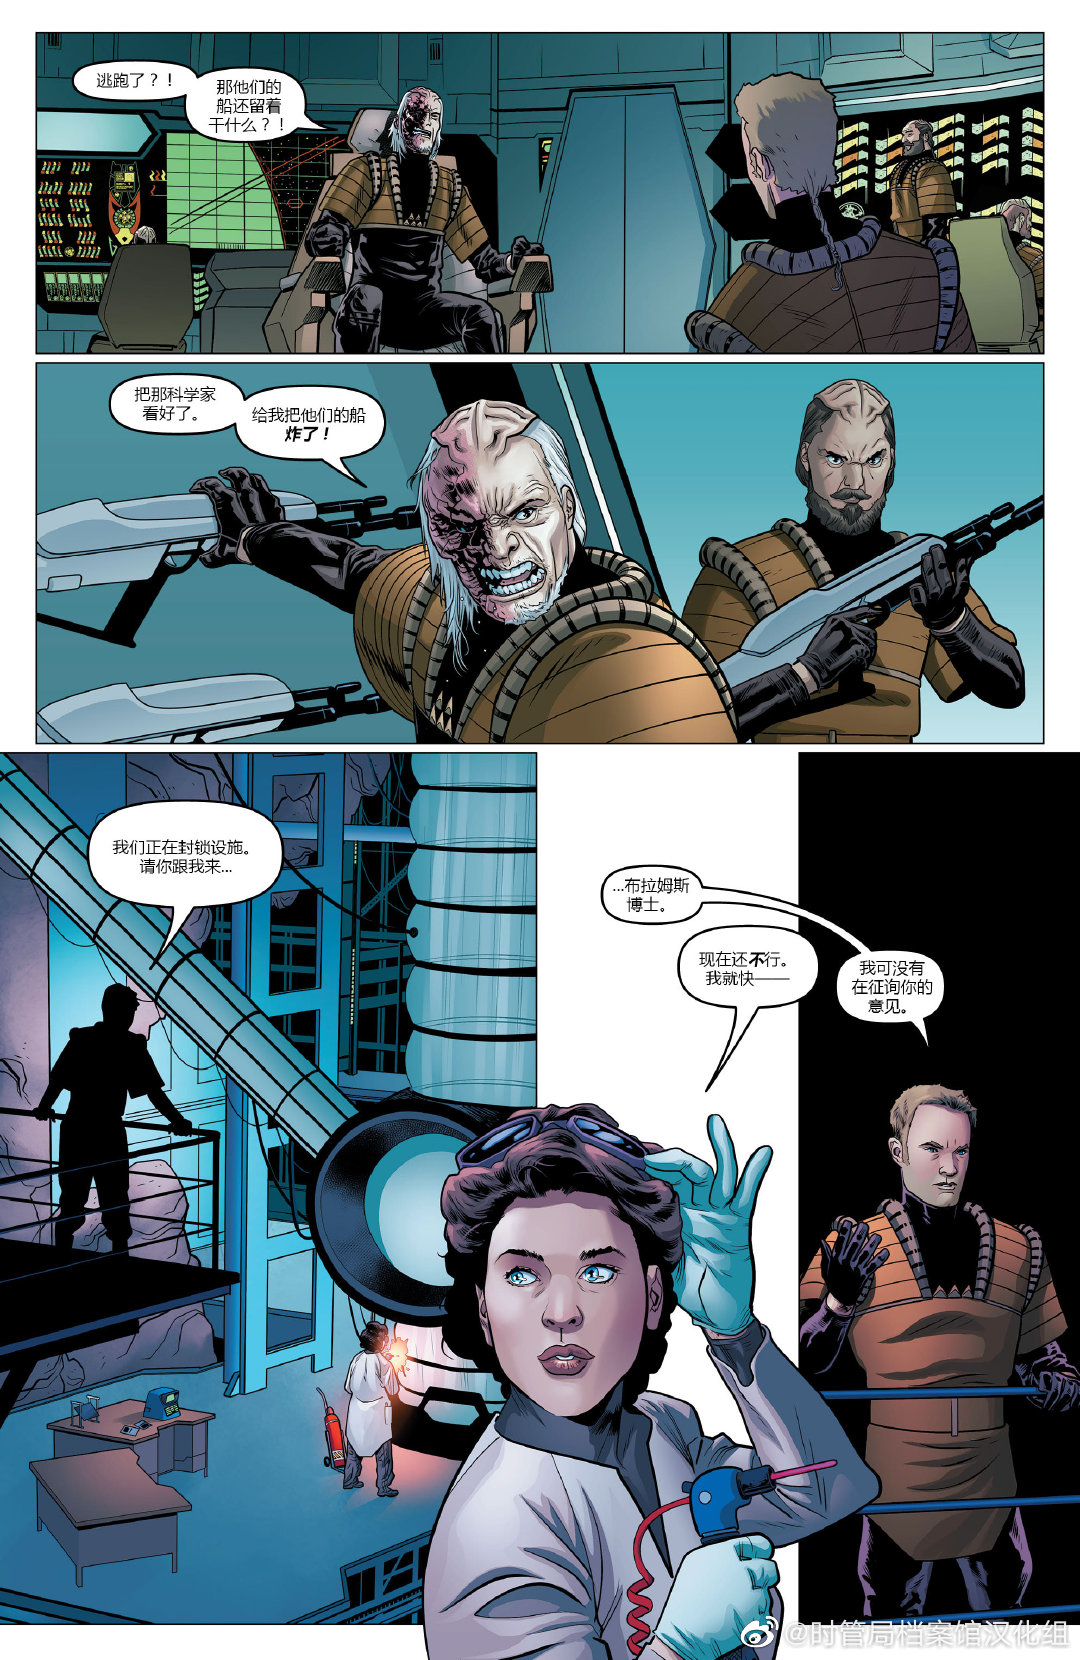 逃跑了？！
那他们的
船还留着
干什么？！
把那科学家
看好了。
给我把他们的船
炸了！
我们正在封锁设施。
请你跟我来...
...布拉姆斯
博士。
现在还不行。
我就快——
我可没有
在征询你的
意见。
@时管局档案馆汉化组